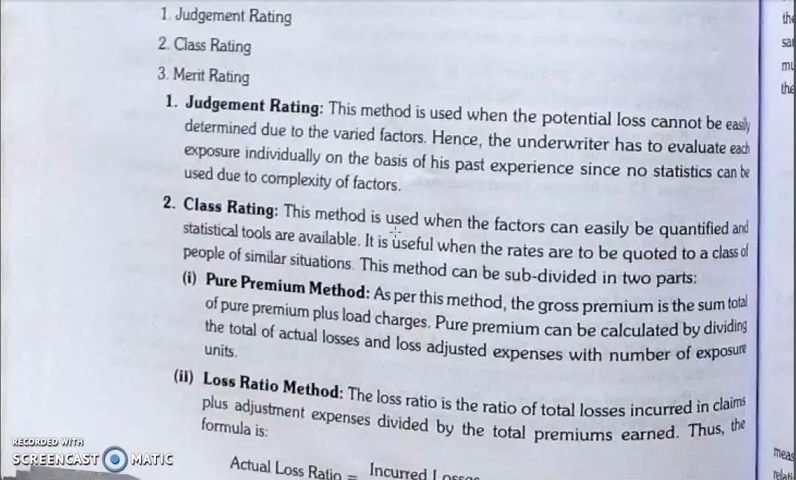 1. Judgement Rating
2. Class Rating
3. Merit Rating
1. Judgement Rating: This method is used when the potential loss cannot be easily
determined due to the varied factors. Hence, the underwriter has to evaluate each
exposure individually on the basis of his past experience since no statistics can be
used due to complexity of factors.
2. Class Rating: This method is used when the factors can easily be quantified and
statistical tools are available. It is useful when the rates are to be quoted to a class of
people of similar situations. This method can be sub-divided in two parts:
(i) Pure Premium Method: As per this method, the gross premium is the sum total
of pure premium plus load charges. Pure premium can be calculated by dividing
the total of actual losses and loss adjusted expenses with number of exposure
units.
(ii) Loss Ratio Method: The loss ratio is the ratio of total losses incurred in claims
plus adjustment expenses divided by the total premiums earned. Thus, the
formula is:
Actual Loss Ratio = Incurred Losses
RECORDED WITH
SCREENCAST MATIC